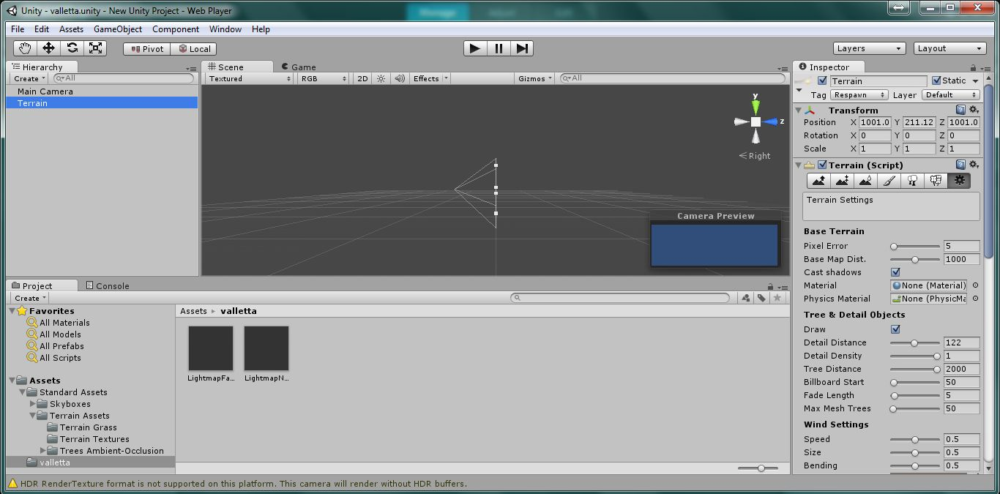 Unity - valletta.unity - New Unity Project - Web Player
File Edit Assets GameObject Component Window Help
Pivot Local Layers Layout
Hierarchy
Create All
Main Camera
Terrain
Scene Game
Textured RGB 2D Effects Gizmos All
y
z
Right
Camera Preview
Inspector
Terrain Static
Tag Respawn Layer Default
Transform
Position X 1001.0 Y 211.12 Z 1001.0
Rotation X 0 Y 0 Z 0
Scale X 1 Y 1 Z 1
Terrain (Script)
Terrain Settings
Base Terrain
Pixel Error 5
Base Map Dist. 1000
Cast shadows
Material None (Material)
Physics Material None (PhysicMa
Tree & Detail Objects
Draw
Detail Distance 122
Detail Density 1
Tree Distance 2000
Billboard Start 50
Fade Length 5
Max Mesh Trees 50
Wind Settings
Speed 0.5
Size 0.5
Bending 0.5
Project Console
Create
Favorites
All Materials
All Models
All Prefabs
All Scripts
Assets
Standard Assets
Skyboxes
Terrain Assets
Terrain Grass
Terrain Textures
Trees Ambient-Occlusion
valletta
Assets valletta
LightmapFa... LightmapN...
HDR RenderTexture format is not supported on this platform. This camera will render without HDR buffers.